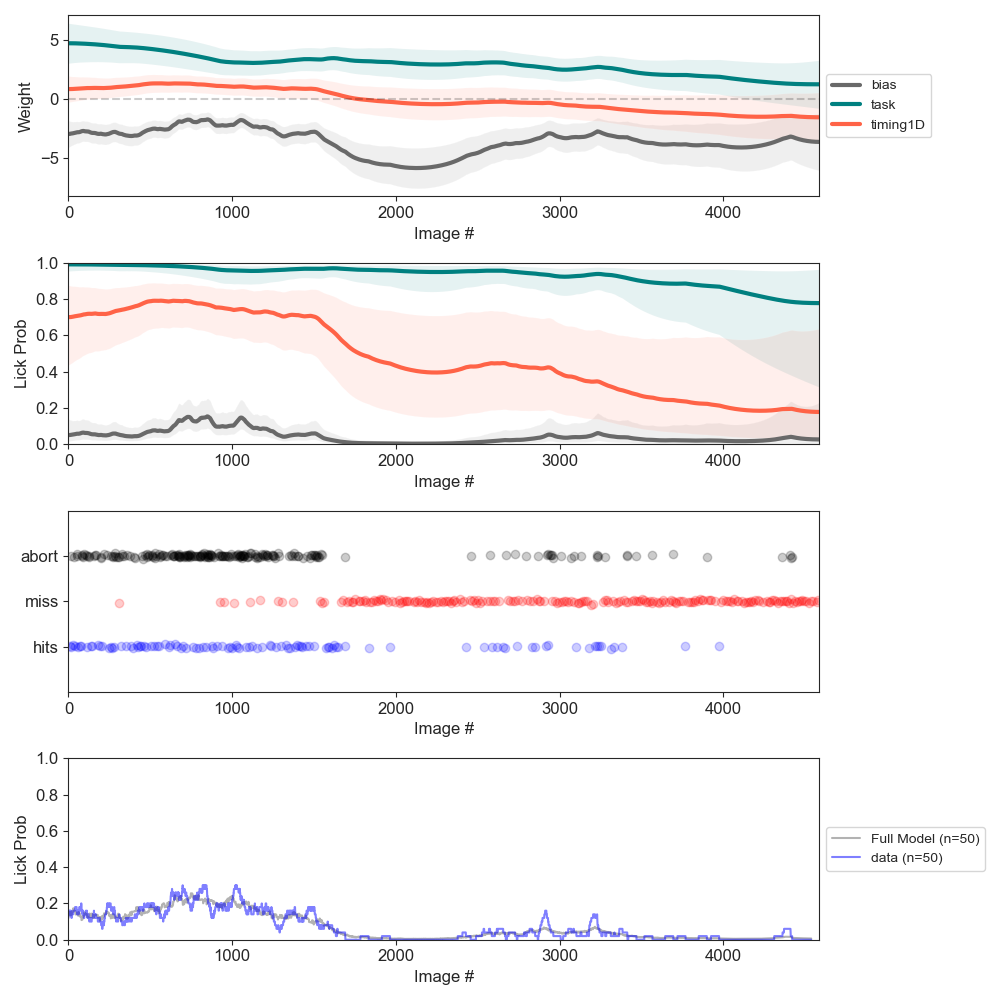 Weight
5
0
−5
0 1000 2000 3000 4000
Image #
bias
task
timing1D
Lick Prob
1.0
0.8
0.6
0.4
0.2
0.0
0 1000 2000 3000 4000
Image #
abort
miss
hits
0 1000 2000 3000 4000
Image #
Lick Prob
1.0
0.8
0.6
0.4
0.2
0.0
0 1000 2000 3000 4000
Image #
Full Model (n=50)
data (n=50)